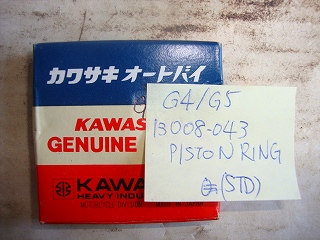 カワサキ オートバイ
KAWAS
GENUINE
KAWA
HEAVY INDU
G4/G5
13008-043
PISTON RING
(STD)